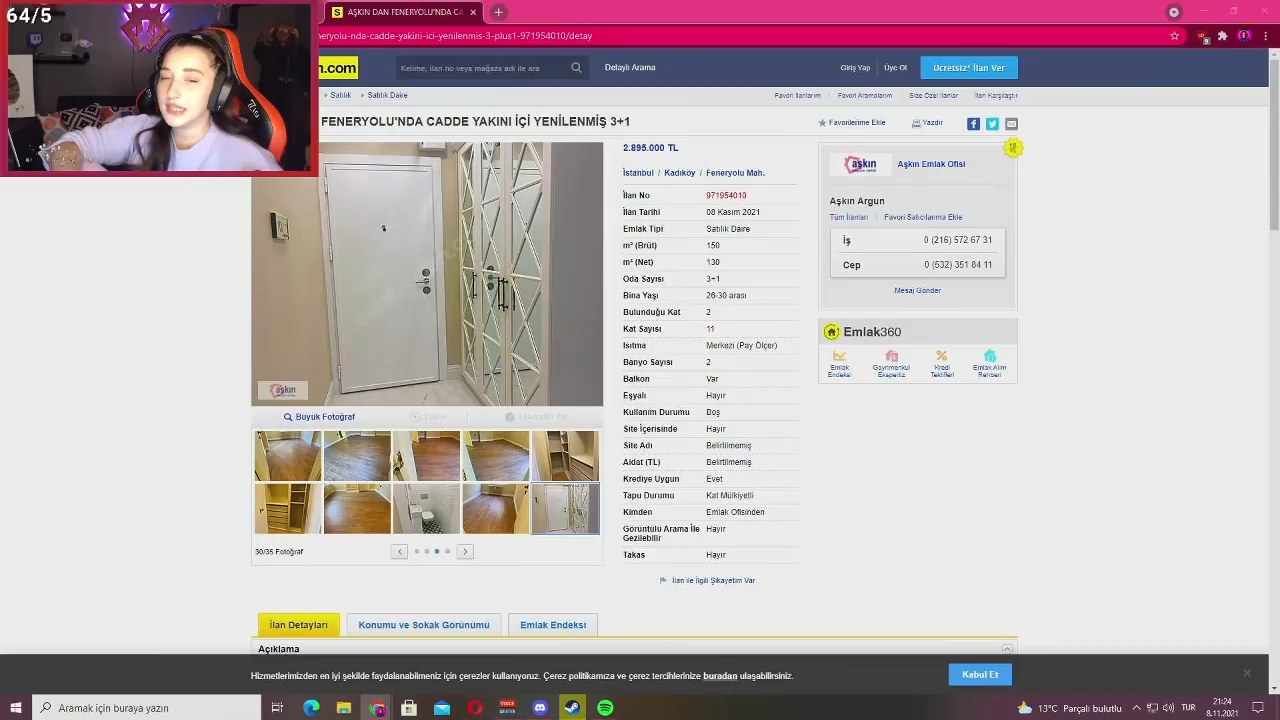 64/5
AŞKIN DAN FENERYOLU'NDA CA
eryolu-nda-cadde-yakini-ici-yenilenmis-3-plus1-971954010/detay
n.com
Kelime, ilan no veya mağaza adı ile ara
Detaylı Arama
Giriş Yap
Üye Ol
Ücretsiz* İlan Ver
Satılık
Satılık Daire
Favori İlanlarım
Favori Aramalarım
Size Özel İlanlar
İlan Karşılaştır
FENERYOLU'NDA CADDE YAKINI İÇİ YENİLENMİŞ 3+1
Favorilerime Ekle
Yazdır
2.895.000 TL
İstanbul / Kadıköy / Feneryolu Mah.
İlan No 971954010
İlan Tarihi 08 Kasım 2021
Emlak Tipi Satılık Daire
m² (Brüt) 150
m² (Net) 130
Oda Sayısı 3+1
Bina Yaşı 26-30 arası
Bulunduğu Kat 2
Kat Sayısı 11
Isıtma Merkezi (Pay Ölçer)
Banyo Sayısı 2
Balkon Var
Eşyalı Hayır
Kullanım Durumu Boş
Site İçerisinde Hayır
Site Adı Belirtilmemiş
Aidat (TL) Belirtilmemiş
Krediye Uygun Evet
Tapu Durumu Kat Mülkiyetli
Kimden Emlak Ofisinden
Görüntülü Arama İle Hayır
Gezilebilir
Takas Hayır
İlan ile İlgili Şikayetim Var
aşkın
Aşkın Emlak Ofisi
Aşkın Argun
Tüm İlanları
Favori Satıcılarıma Ekle
İş 0 (216) 572 67 31
Cep 0 (532) 351 84 11
Mesaj Gönder
Emlak360
Emlak Endeksi
Gayrimenkul Ekspertiz
Kredi Teklifleri
Emlak Alım Rehberi
aşkın
Büyük Fotoğraf
Video
30/35 Fotoğraf
İlan Detayları
Konumu ve Sokak Görünümü
Emlak Endeksi
Açıklama
Hizmetlerimizden en iyi şekilde faydalanabilmeniz için çerezler kullanıyoruz. Çerez politikamıza ve çerez tercihlerinize buradan ulaşabilirsiniz.
Kabul Et
Aramak için buraya yazın
13°C Parçalı bulutlu
TUR
21:24
8.11.2021